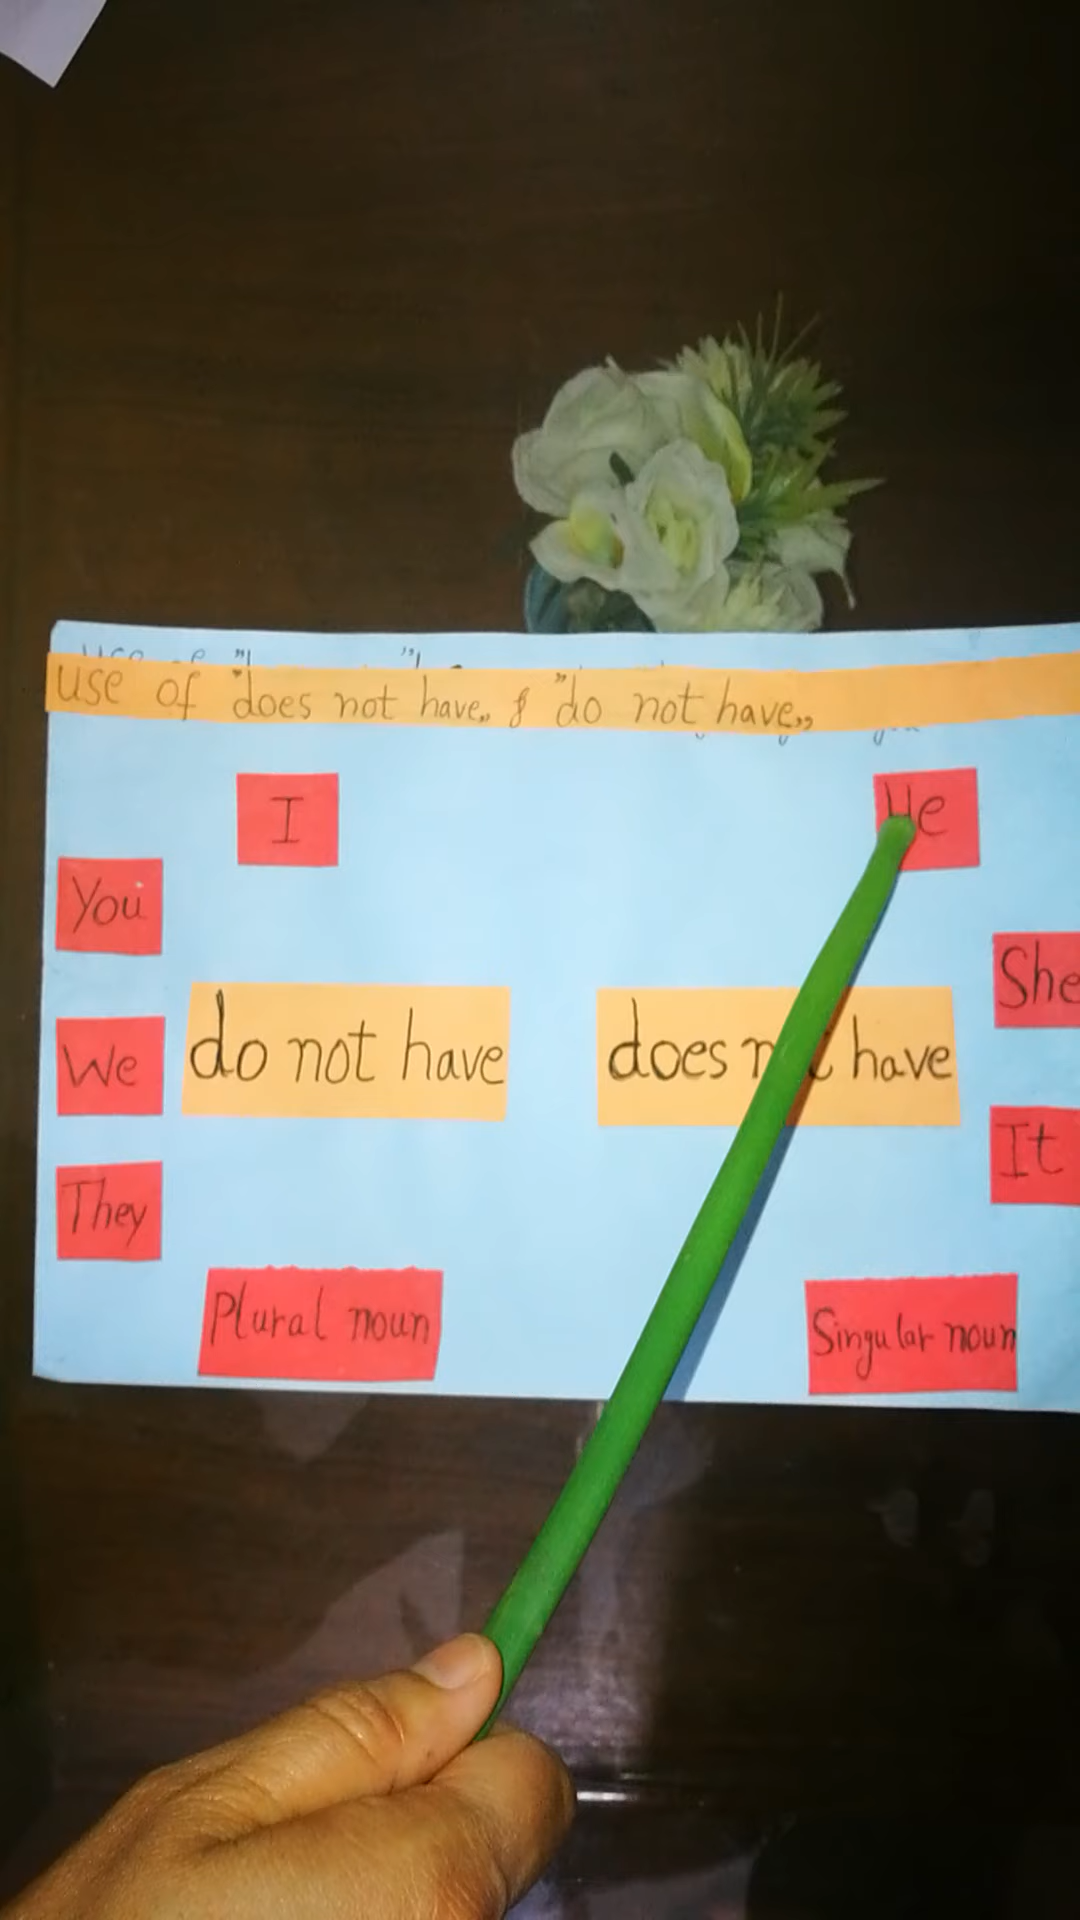 use of "does not have„ & "do not have„
I
He
You
She
do not have
does have
We
It
They
Plural noun
Singular noun